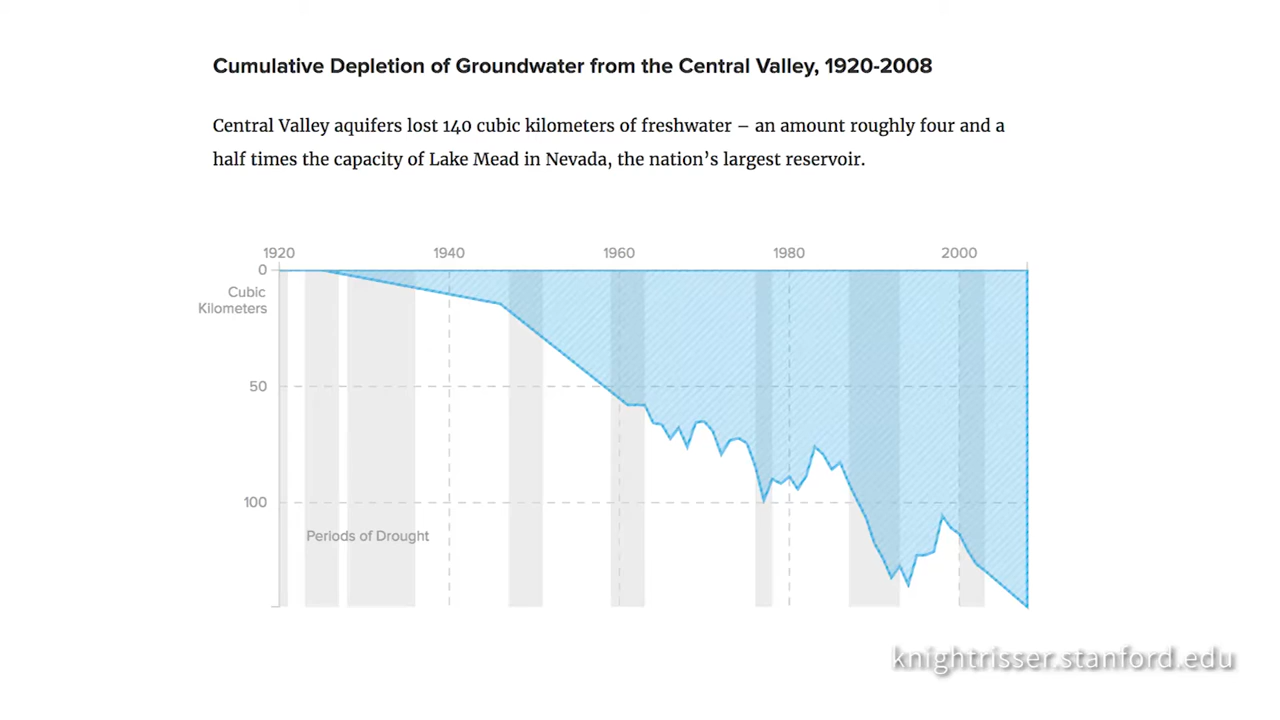 Cumulative Depletion of Groundwater from the Central Valley, 1920-2008
Central Valley aquifers lost 140 cubic kilometers of freshwater – an amount roughly four and a
half times the capacity of Lake Mead in Nevada, the nation’s largest reservoir.
1920 1940 1960 1980 2000
0
Cubic
Kilometers
50
100
Periods of Drought
knightrisser.stanford.edu